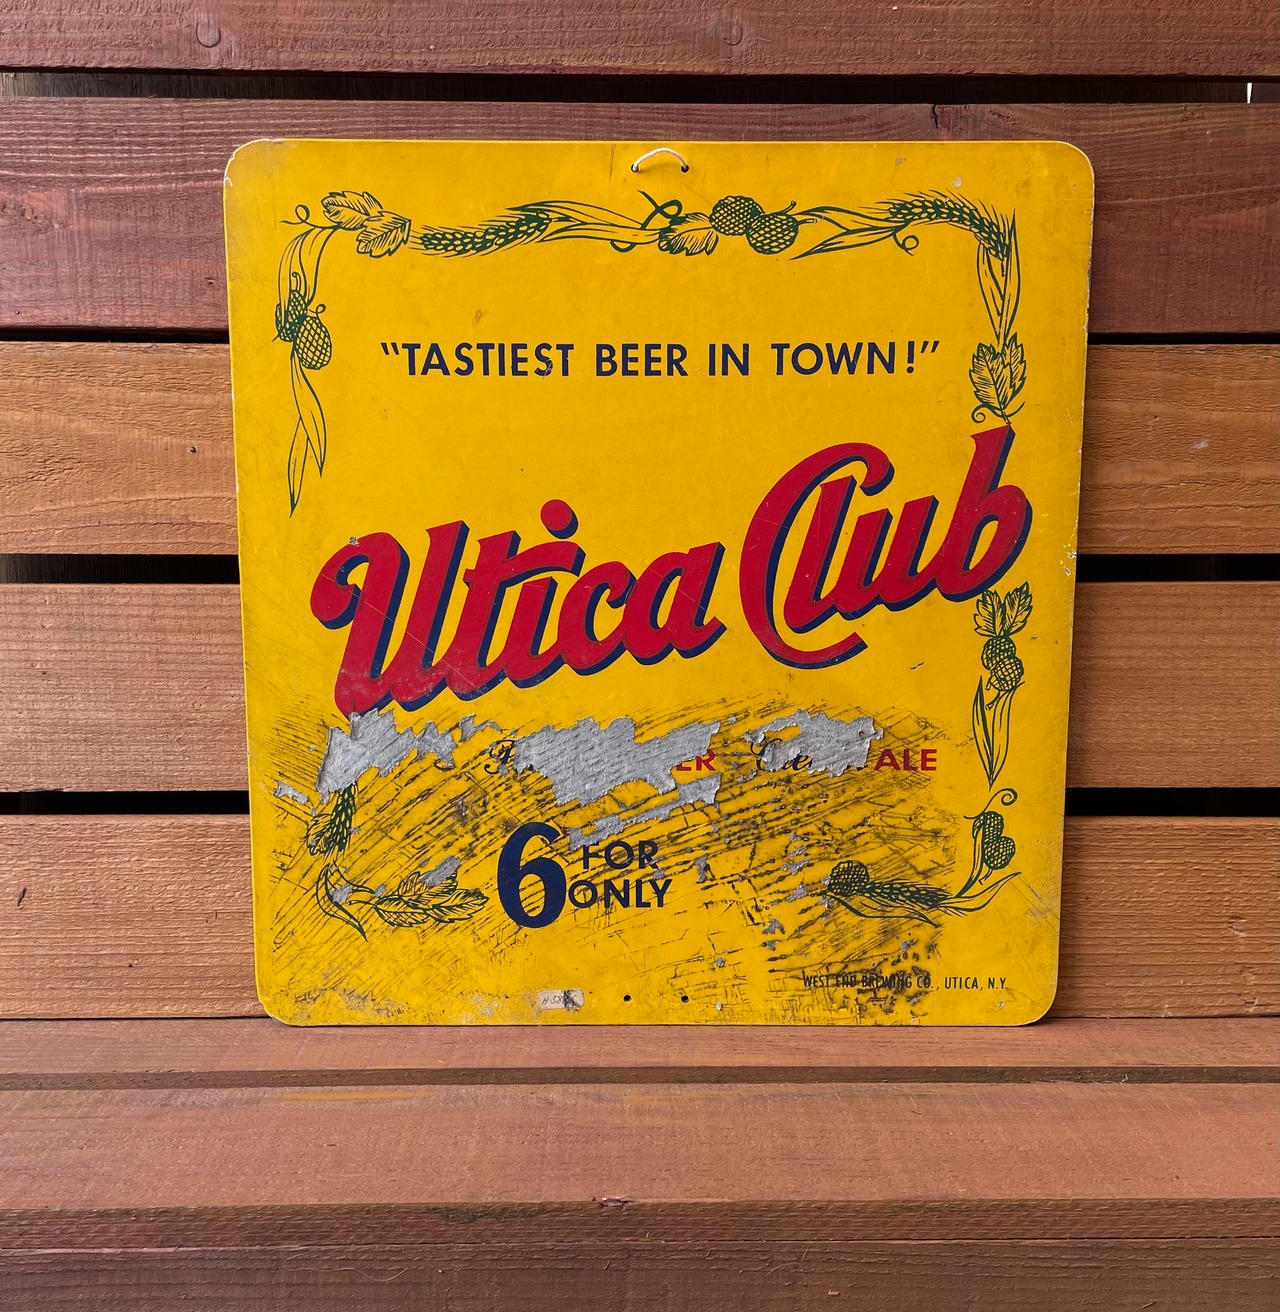 “TASTIEST BEER IN TOWN!”
Utica Club
ALE
6 FOR
ONLY
WEST END BREWING CO., UTICA, N.Y.